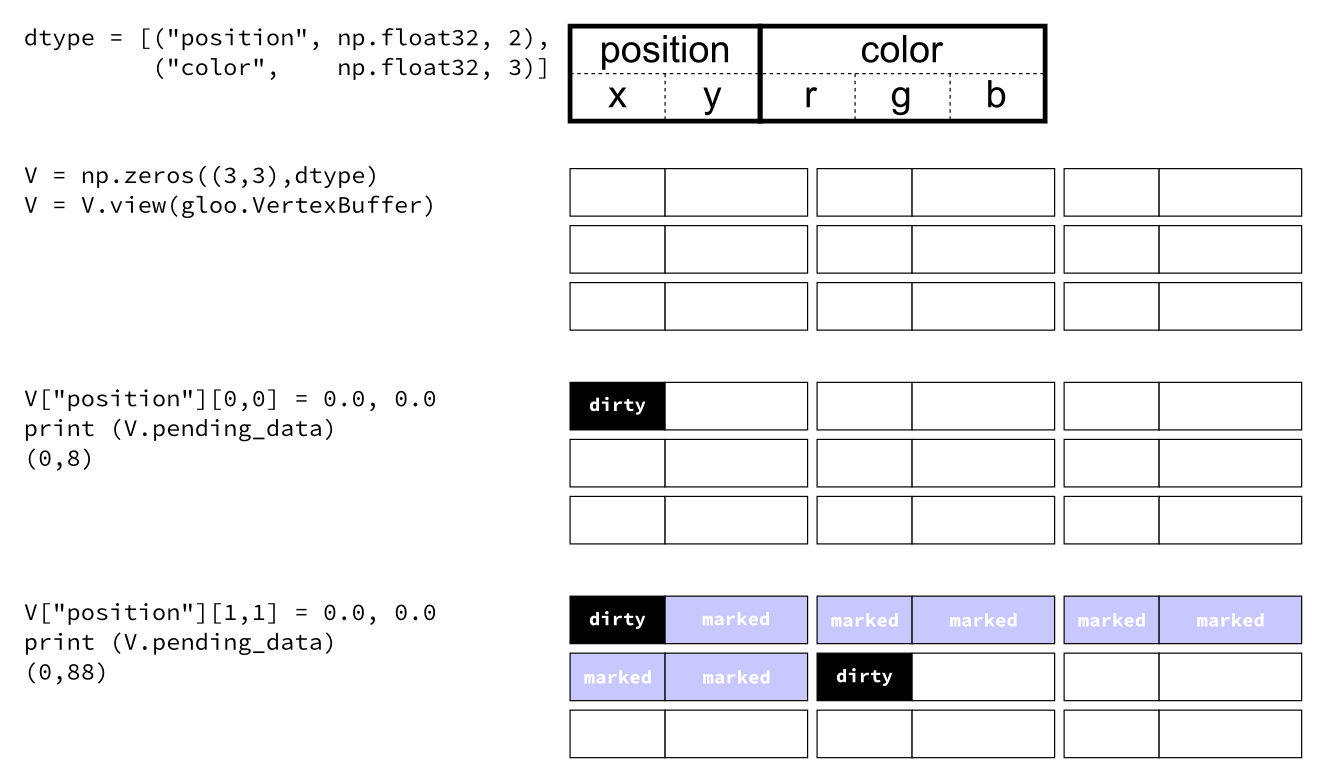 dtype = [("position", np.float32, 2),
("color",    np.float32, 3)]
position color
x y r g b
V = np.zeros((3,3),dtype)
V = V.view(gloo.VertexBuffer)
V["position"][0,0] = 0.0, 0.0
print (V.pending_data)
(0,8)
dirty
V["position"][1,1] = 0.0, 0.0
print (V.pending_data)
(0,88)
dirty marked marked marked marked marked
marked marked dirty